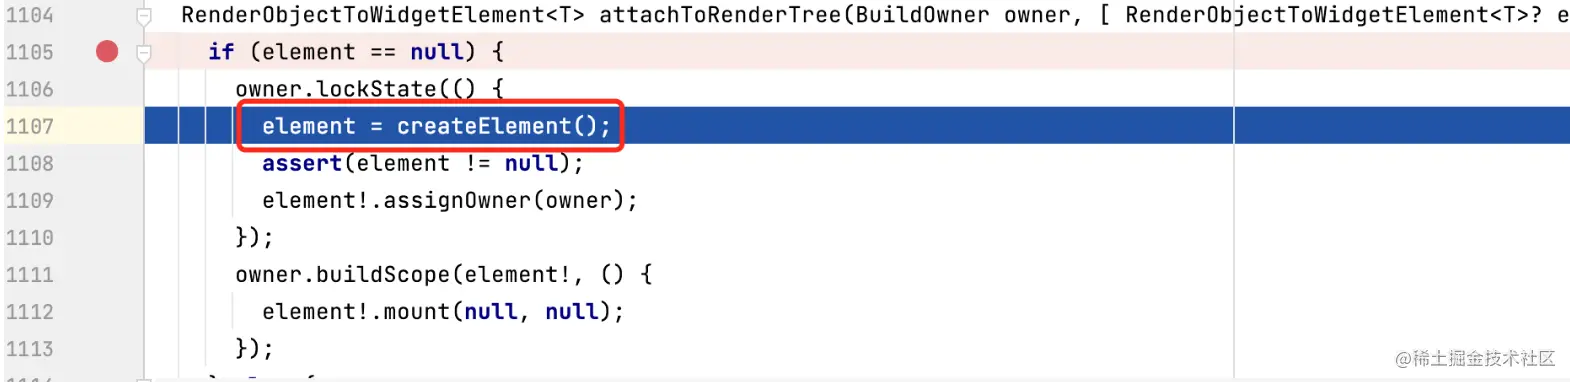 1104 RenderObjectToWidgetElement<T> attachToRenderTree(BuildOwner owner, [ RenderObjectToWidgetElement<T>? e
1105 if (element == null) {
1106 owner.lockState(() {
1107 element = createElement();
1108 assert(element != null);
1109 element!.assignOwner(owner);
1110 });
1111 owner.buildScope(element!, () {
1112 element!.mount(null, null);
1113 });
@稀土掘金技术社区